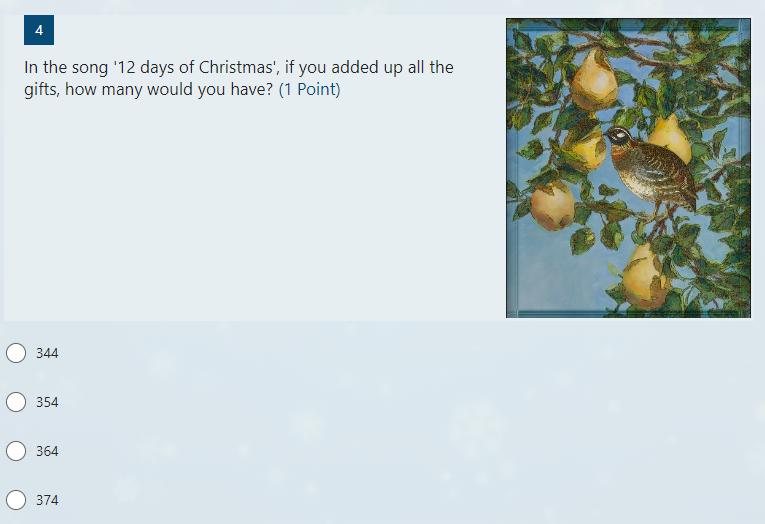 4
In the song '12 days of Christmas', if you added up all the
gifts, how many would you have? (1 Point)
344
354
364
374